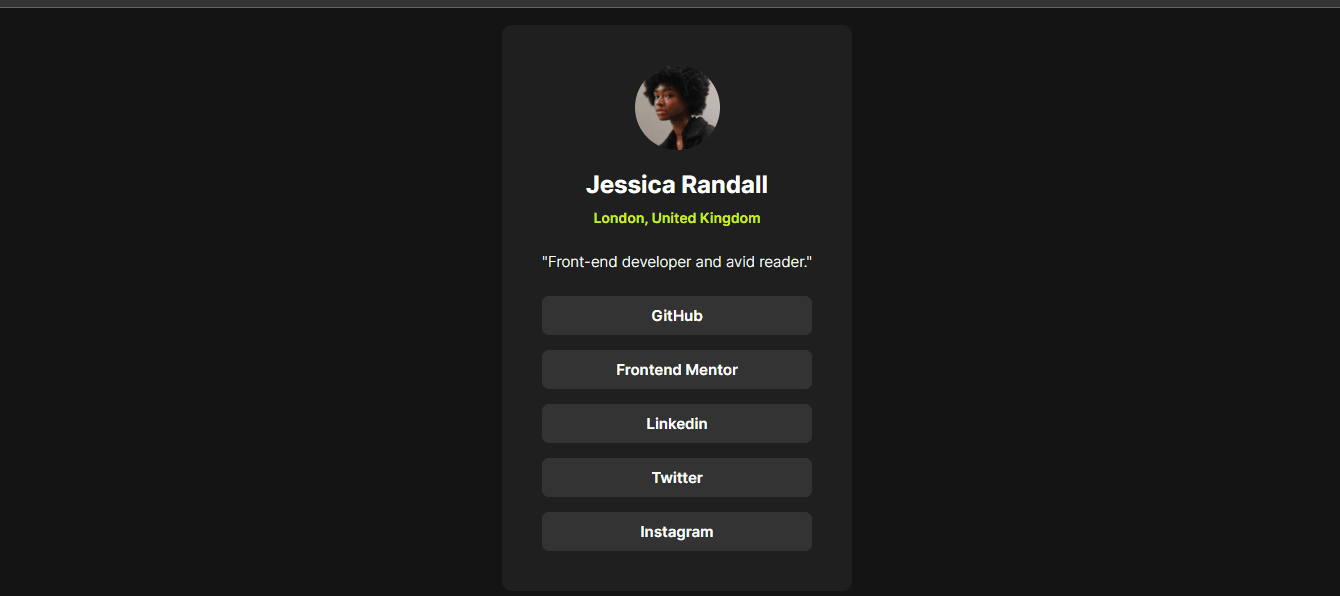 Jessica Randall
London, United Kingdom
"Front-end developer and avid reader."
GitHub
Frontend Mentor
Linkedin
Twitter
Instagram